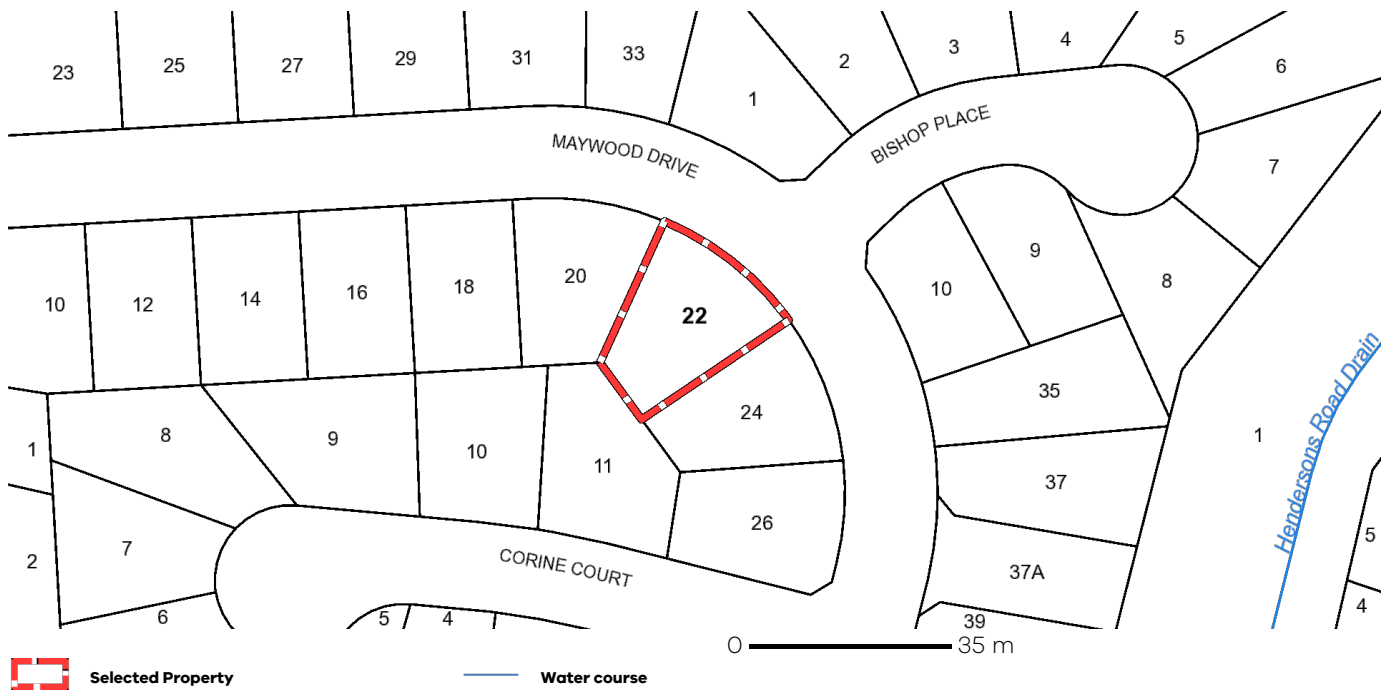 23 25 27 29 31 33 1 2 3 4 5 6
MAYWOOD DRIVE
BISHOP PLACE
7
10 12 14 16 18 20 22 10 9 8
24 35
1 8 9 10 11 26 37 1
Hendersons Road Drain
2 7 37A 5
CORINE COURT
6 5 4 39 4
0 35 m
Selected Property Water course